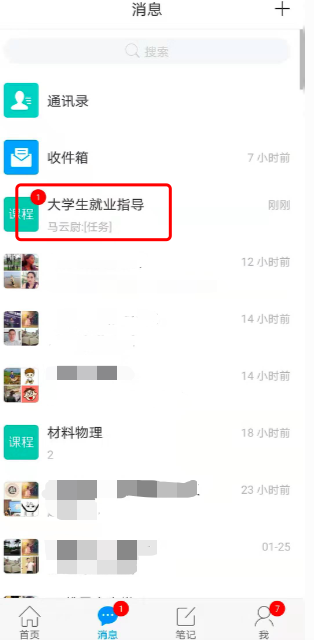 消息
搜索
通讯录
收件箱
7 小时前
1
课程
大学生就业指导
刚刚
马云尉:[任务]
12 小时前
14 小时前
14 小时前
课程
材料物理
18 小时前
2
23 小时前
01-25
1
7
首页
消息
笔记
我